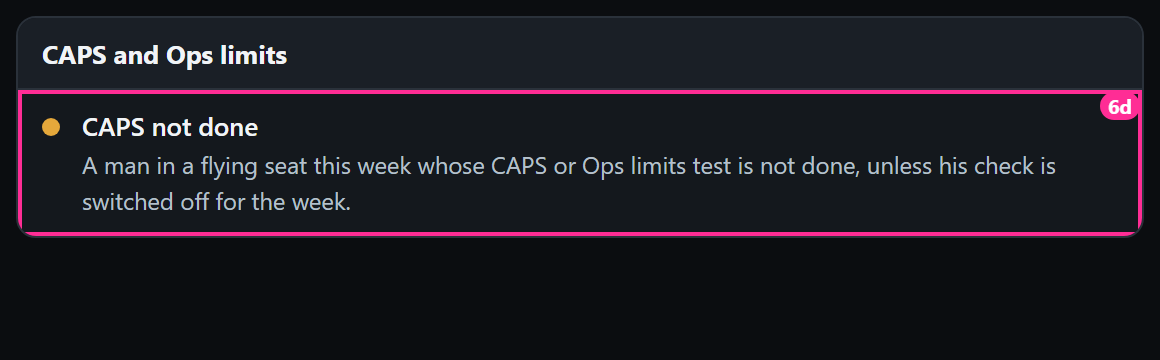 CAPS and Ops limits
6d
CAPS not done
A man in a flying seat this week whose CAPS or Ops limits test is not done, unless his check is
switched off for the week.